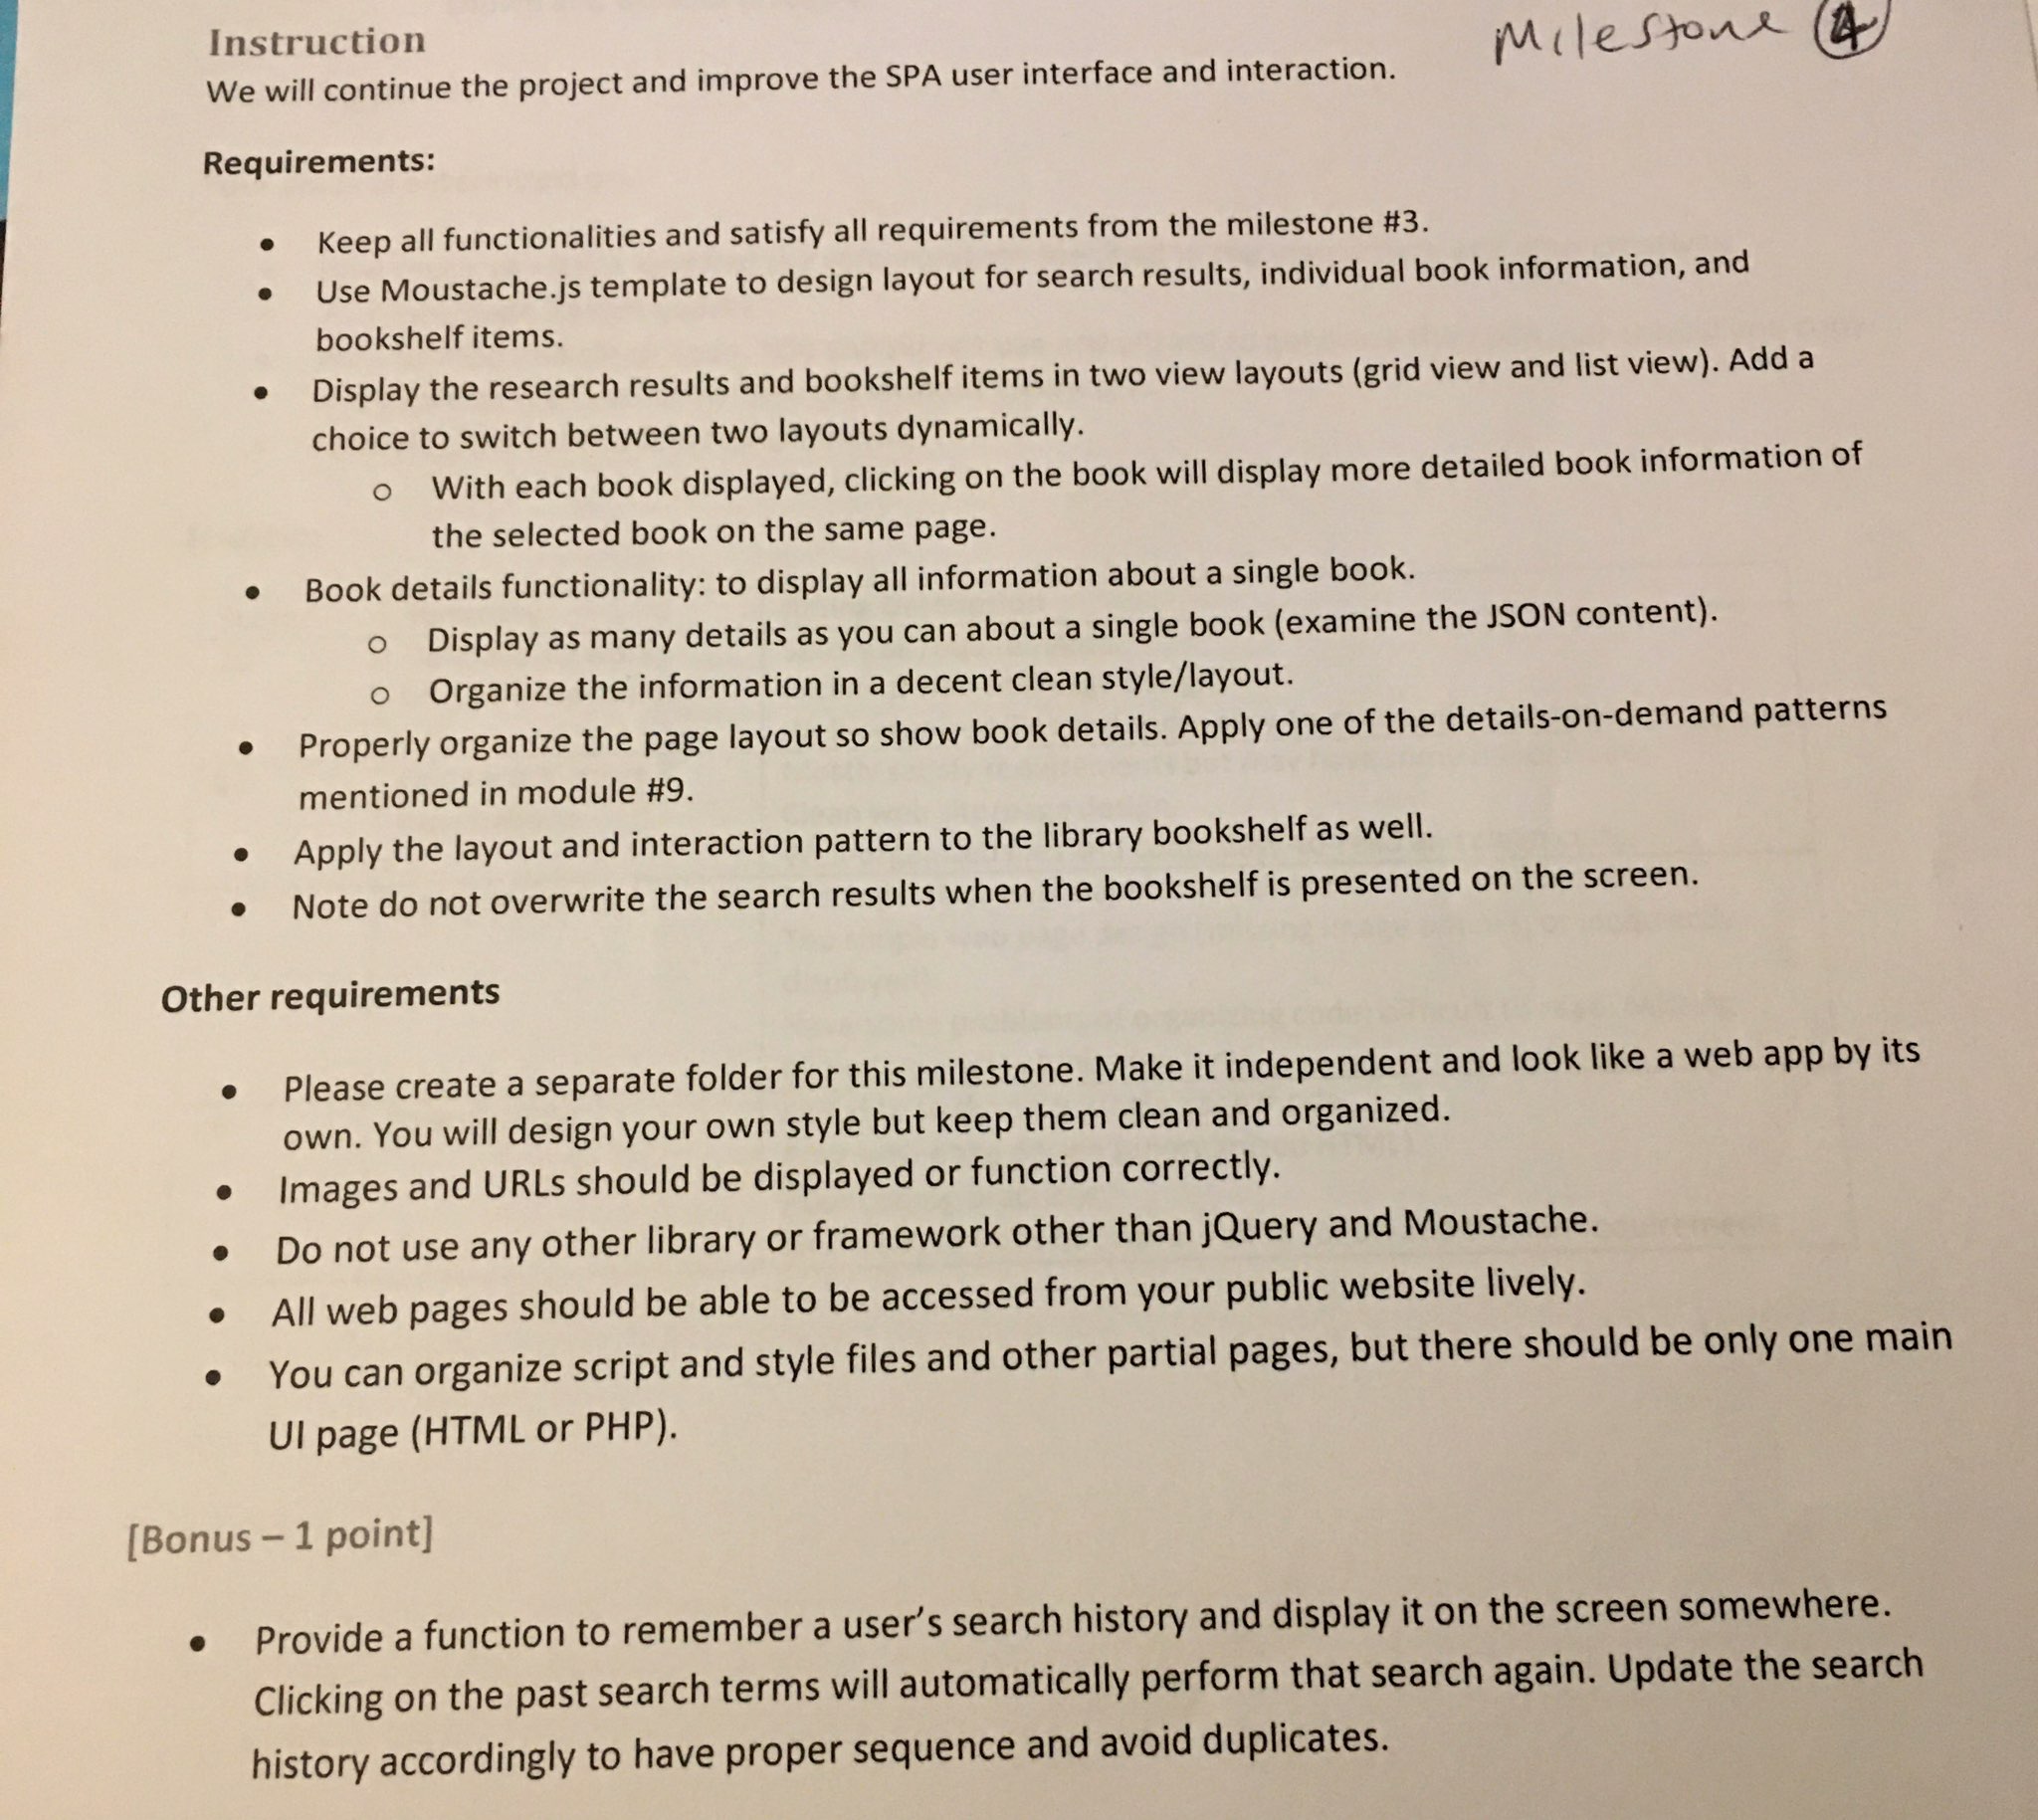 Instruction
Milestone 4
We will continue the project and improve the SPA user interface and interaction.
Requirements:
• Keep all functionalities and satisfy all requirements from the milestone #3.
• Use Moustache.js template to design layout for search results, individual book information, and
bookshelf items.
• Display the research results and bookshelf items in two view layouts (grid view and list view). Add a
choice to switch between two layouts dynamically.
o With each book displayed, clicking on the book will display more detailed book information of
the selected book on the same page.
• Book details functionality: to display all information about a single book.
o Display as many details as you can about a single book (examine the JSON content).
o Organize the information in a decent clean style/layout.
• Properly organize the page layout so show book details. Apply one of the details-on-demand patterns
mentioned in module #9.
• Apply the layout and interaction pattern to the library bookshelf as well.
• Note do not overwrite the search results when the bookshelf is presented on the screen.
Other requirements
• Please create a separate folder for this milestone. Make it independent and look like a web app by its
own. You will design your own style but keep them clean and organized.
• Images and URLs should be displayed or function correctly.
• Do not use any other library or framework other than jQuery and Moustache.
• All web pages should be able to be accessed from your public website lively.
• You can organize script and style files and other partial pages, but there should be only one main
UI page (HTML or PHP).
[Bonus – 1 point]
• Provide a function to remember a user's search history and display it on the screen somewhere.
Clicking on the past search terms will automatically perform that search again. Update the search
history accordingly to have proper sequence and avoid duplicates.